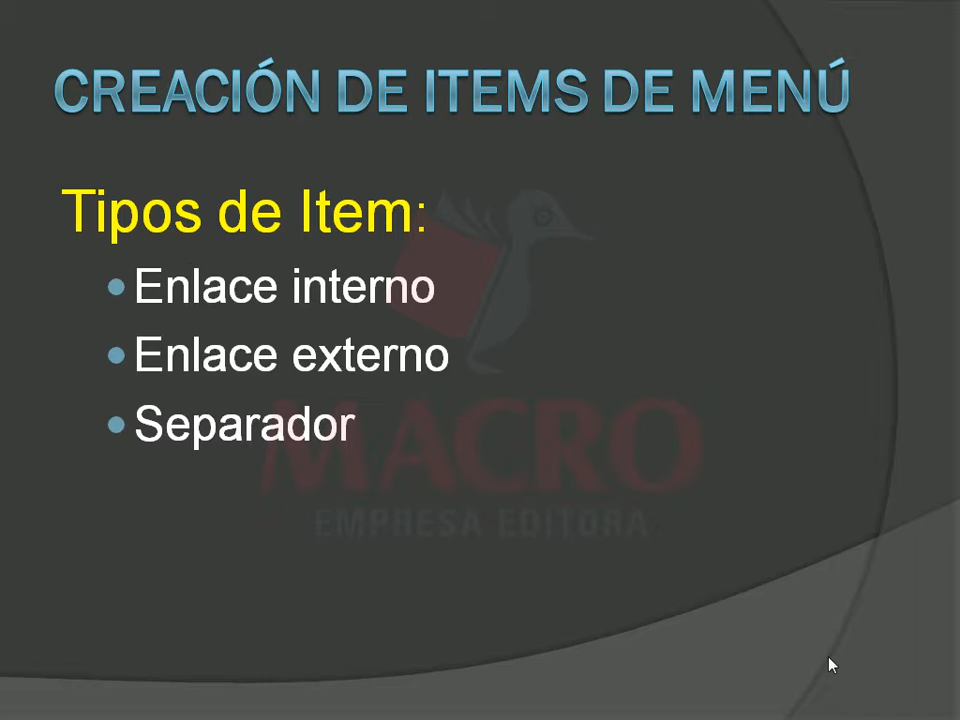 CREACIÓN DE ITEMS DE MENÚ
Tipos de Item:
Enlace interno
Enlace externo
Separador
MACRO
EMPRESA EDITORA